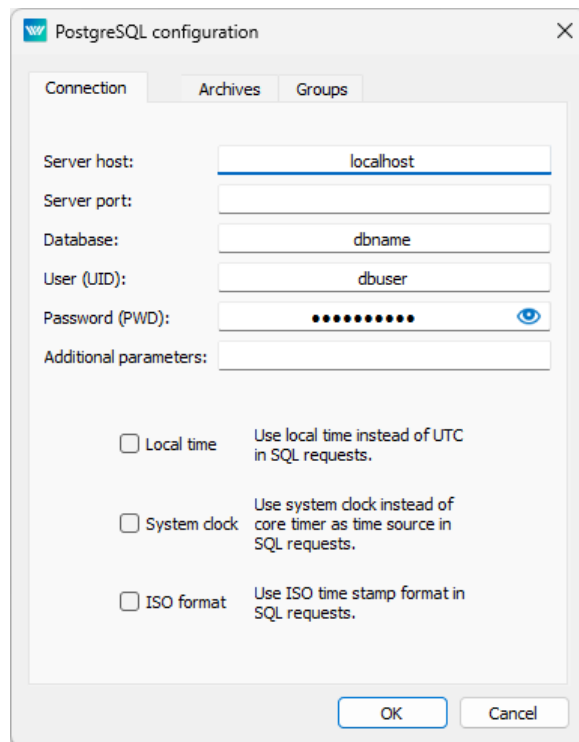 PostgreSQL configuration
Connection
Archives
Groups
Server host:
localhost
Server port:
Database:
dbname
User (UID):
dbuser
Password (PWD):
●●●●●●●●●●
Additional parameters:
Local time
Use local time instead of UTC
in SQL requests.
System clock
Use system clock instead of
core timer as time source in
SQL requests.
ISO format
Use ISO time stamp format in
SQL requests.
OK
Cancel